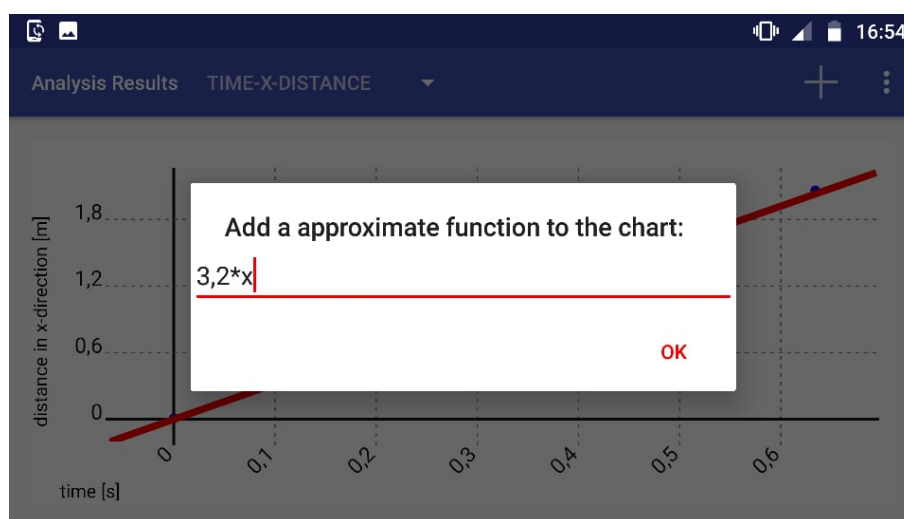 16:54
Analysis Results TIME-X-DISTANCE
Add a approximate function to the chart:
3,2*x
OK
distance in x-direction [m]
1,8
1,2
0,6
0
0 0,1 0,2 0,3 0,4 0,5 0,6
time [s]